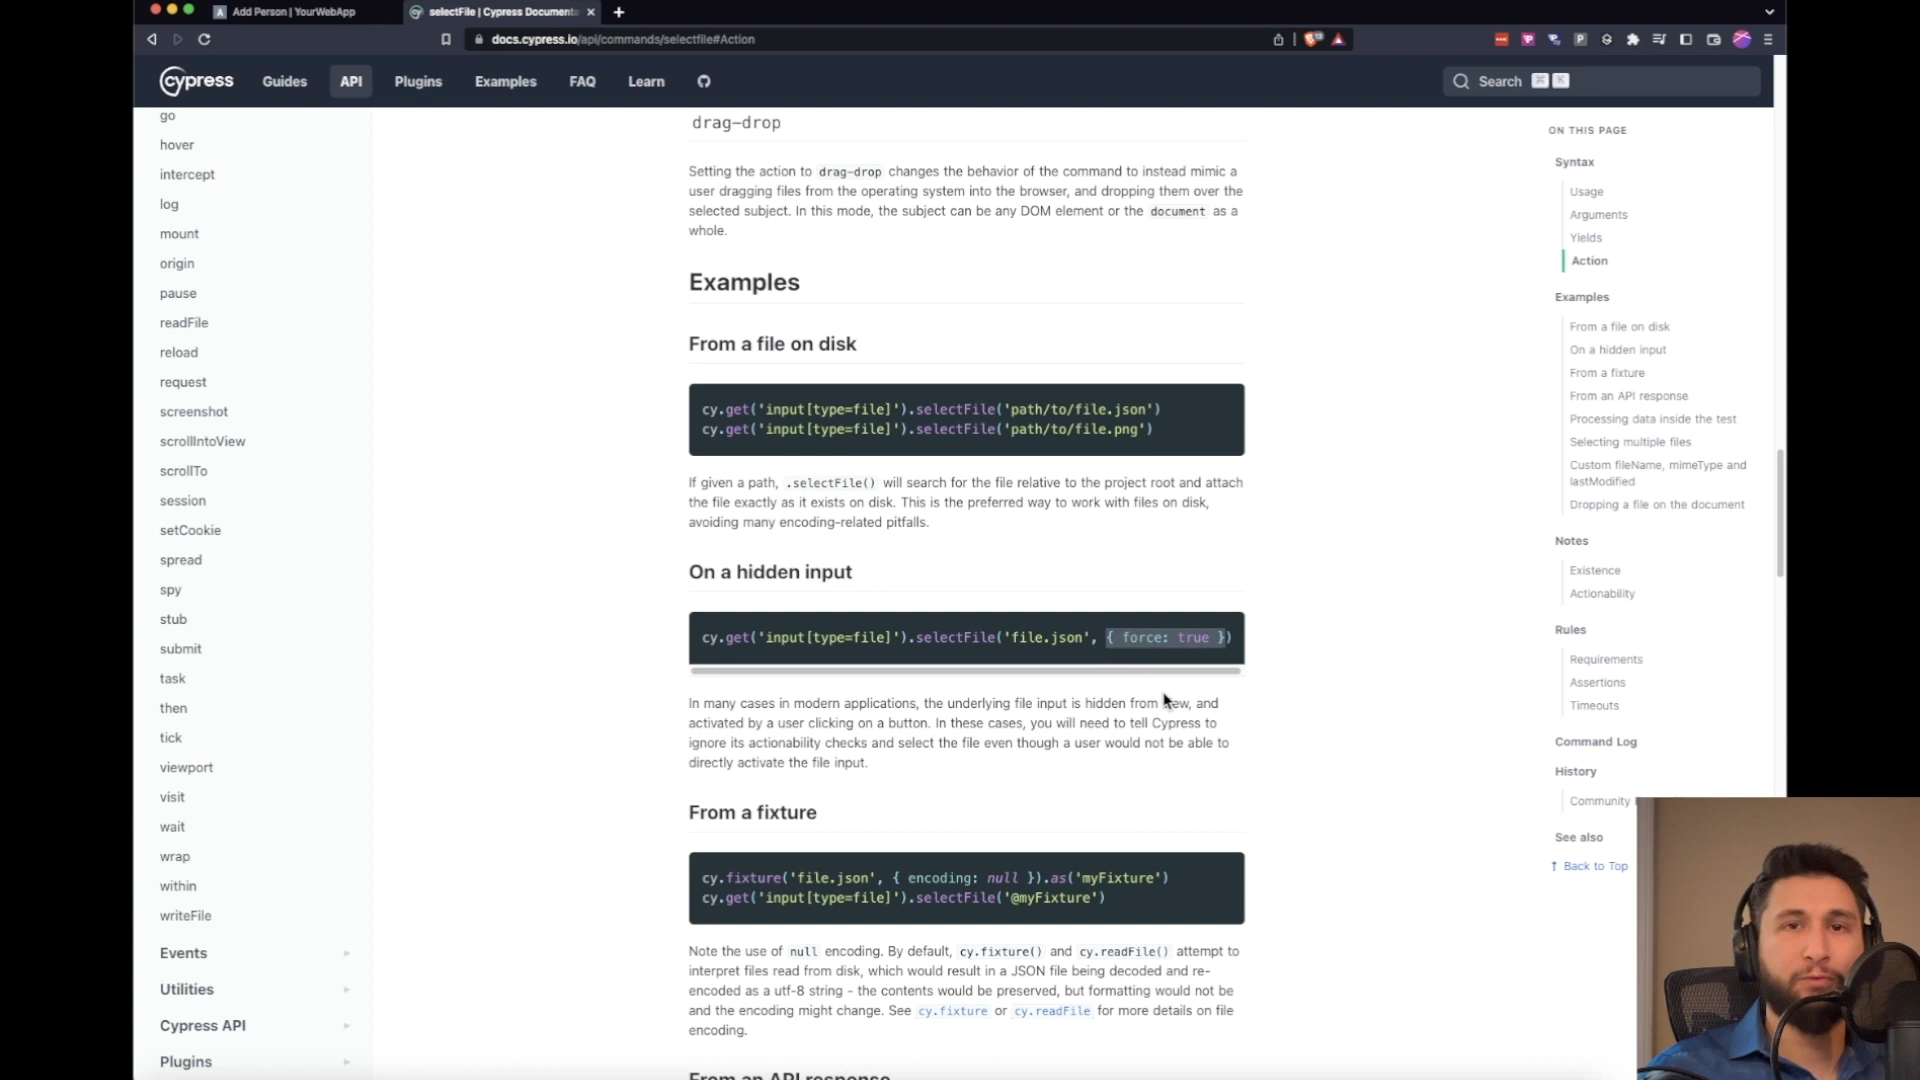 Add Person | YourWebApp
selectFile | Cypress Documenta
docs.cypress.io/api/commands/selectfile#Action
cypress
Guides
API
Plugins
Examples
FAQ
Learn
Search ⌘ K
go
hover
intercept
log
mount
origin
pause
readFile
reload
request
screenshot
scrollIntoView
scrollTo
session
setCookie
spread
spy
stub
submit
task
then
tick
viewport
visit
wait
wrap
within
writeFile
Events
Utilities
Cypress API
Plugins
drag-drop
Setting the action to drag-drop changes the behavior of the command to instead mimic a
user dragging files from the operating system into the browser, and dropping them over the
selected subject. In this mode, the subject can be any DOM element or the document as a
whole.
Examples
From a file on disk
cy.get('input[type=file]').selectFile('path/to/file.json')
cy.get('input[type=file]').selectFile('path/to/file.png')
If given a path, .selectFile() will search for the file relative to the project root and attach
the file exactly as it exists on disk. This is the preferred way to work with files on disk,
avoiding many encoding-related pitfalls.
On a hidden input
cy.get('input[type=file]').selectFile('file.json', { force: true })
In many cases in modern applications, the underlying file input is hidden from view, and
activated by a user clicking on a button. In these cases, you will need to tell Cypress to
ignore its actionability checks and select the file even though a user would not be able to
directly activate the file input.
From a fixture
cy.fixture('file.json', { encoding: null }).as('myFixture')
cy.get('input[type=file]').selectFile('@myFixture')
Note the use of null encoding. By default, cy.fixture() and cy.readFile() attempt to
interpret files read from disk, which would result in a JSON file being decoded and re-
encoded as a utf-8 string - the contents would be preserved, but formatting would not be
and the encoding might change. See cy.fixture or cy.readFile for more details on file
encoding.
From an API response
ON THIS PAGE
Syntax
Usage
Arguments
Yields
Action
Examples
From a file on disk
On a hidden input
From a fixture
From an API response
Processing data inside the test
Selecting multiple files
Custom fileName, mimeType and
lastModified
Dropping a file on the document
Notes
Existence
Actionability
Rules
Requirements
Assertions
Timeouts
Command Log
History
Community
See also
↑ Back to Top